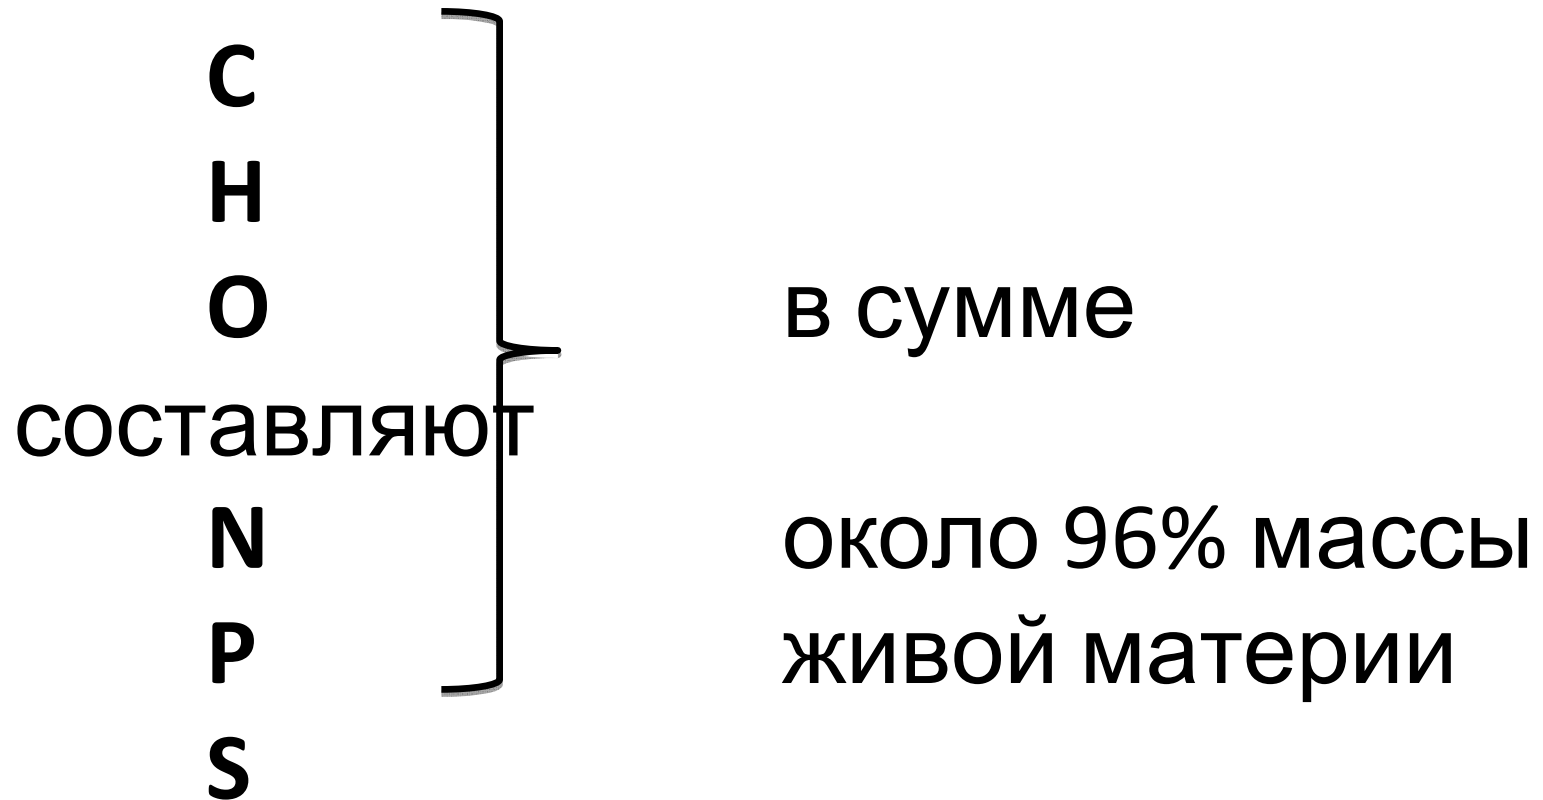 C
H
O в сумме
составляют
N около 96% массы
P живой материи
S